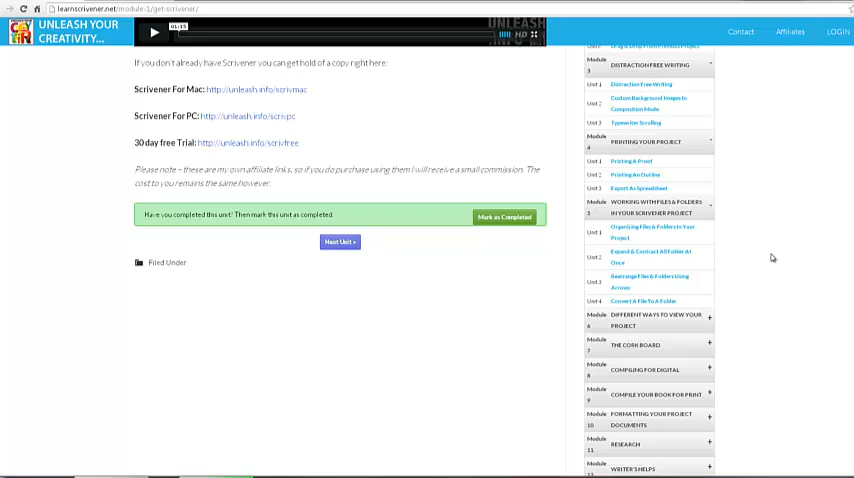 learnscrivener.net/module-1/get-scrivener/
UNLEASH YOUR
CREATIVITY...
Contact
Affiliates
LOGIN
UNLEASH
.INFO
01:15
HD
If you don't already have Scrivener you can get hold of a copy right here:
Scrivener For Mac: http://unleash.info/scrivmac
Scrivener For PC: http://unleash.info/scrivpc
30 day free Trial: http://unleash.info/scrivfree
Please note – these are my own affiliate links, so if you do purchase using them I will receive a small commission. The
cost to you remains the same however.
Have you completed this unit? Then mark this unit as completed.
Mark as Completed
Next Unit »
Filed Under
Drag & Drop From Previous Project
Module 3
DISTRACTION FREE WRITING
Unit 1 Distraction Free Writing
Unit 2 Custom Background Images In
Composition Mode
Unit 3 Typewriter Scrolling
Module 4
PRINTING YOUR PROJECT
Unit 1 Printing A Proof
Unit 2 Printing An Outline
Unit 3 Export As Spreadsheet
Module 5
WORKING WITH FILES & FOLDERS
IN YOUR SCRIVENER PROJECT
Unit 1 Organizing Files & Folders In Your
Project
Unit 2 Expand & Contract All Folder At
Once
Unit 3 Rearrange Files & Folders Using
Arrows
Unit 4 Convert A File To A Folder
Module 6
DIFFERENT WAYS TO VIEW YOUR
PROJECT
Module 7
THE CORK BOARD
Module 8
COMPILING FOR DIGITAL
Module 9
COMPILE YOUR BOOK FOR PRINT
Module 10
FORMATTING YOUR PROJECT
DOCUMENTS
Module 11
RESEARCH
Module
WRITER'S HELPS